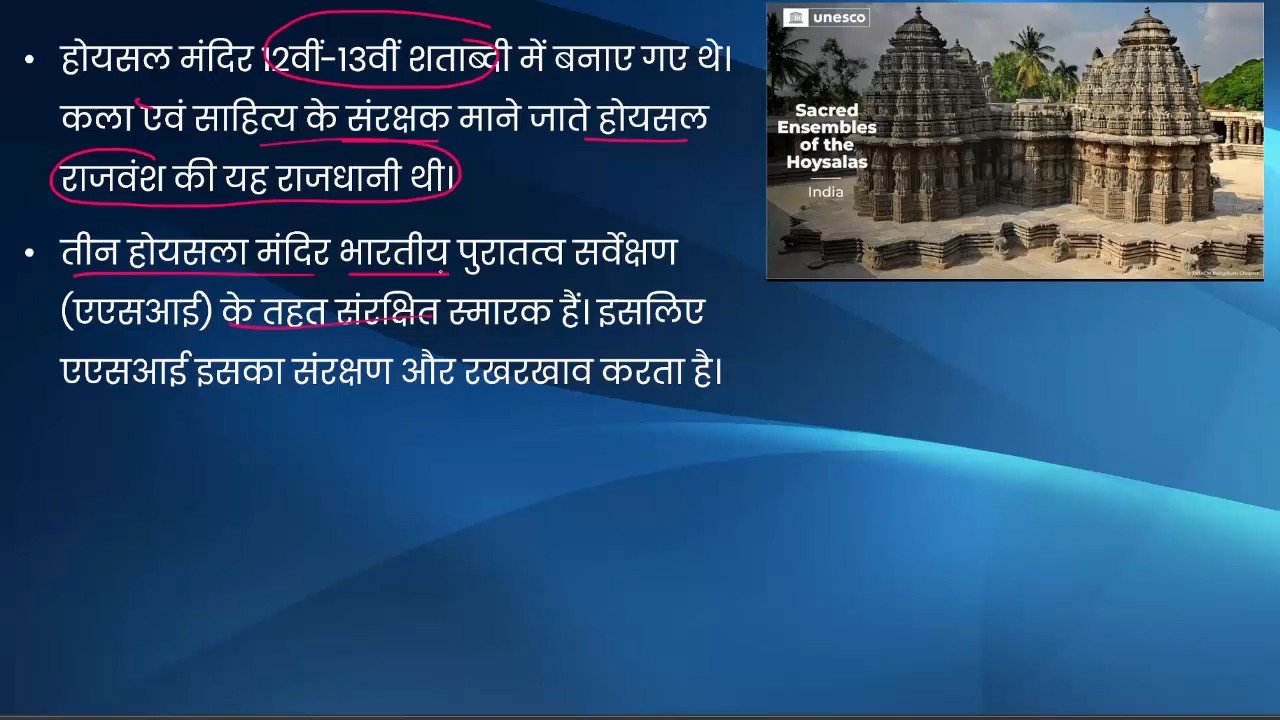 • होयसल मंदिर 12वीं-13वीं शताब्दी में बनाए गए थे।
कला एवं साहित्य के संरक्षक माने जाते होयसल
राजवंश की यह राजधानी थी।
• तीन होयसला मंदिर भारतीय पुरातत्व सर्वेक्षण
(एएसआई) के तहत संरक्षित स्मारक हैं। इसलिए
एएसआई इसका संरक्षण और रखरखाव करता है।
unesco
Sacred
Ensembles
of the
Hoysalas
India